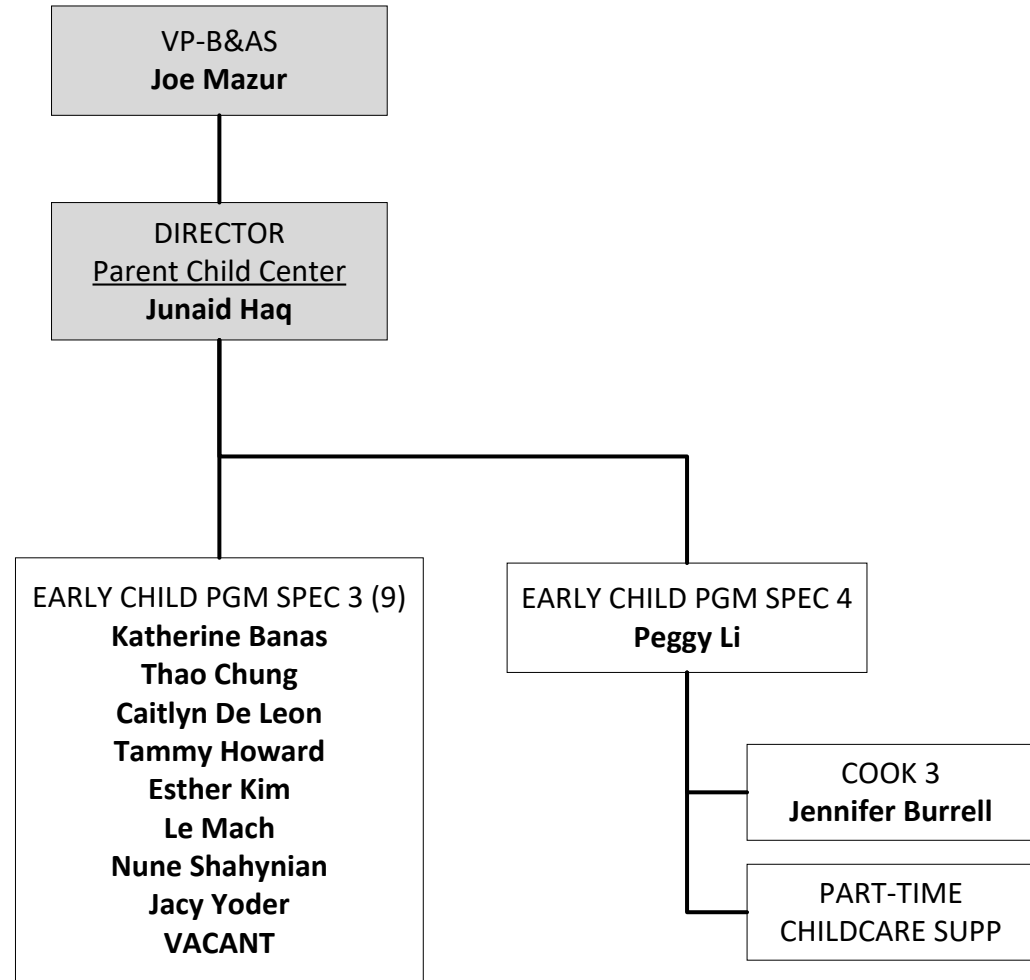 VP-B&AS
Joe Mazur
DIRECTOR
Parent Child Center
Junaid Haq
EARLY CHILD PGM SPEC 3 (9)
Katherine Banas
Thao Chung
Caitlyn De Leon
Tammy Howard
Esther Kim
Le Mach
Nune Shahynian
Jacy Yoder
VACANT
EARLY CHILD PGM SPEC 4
Peggy Li
COOK 3
Jennifer Burrell
PART-TIME
CHILDCARE SUPP